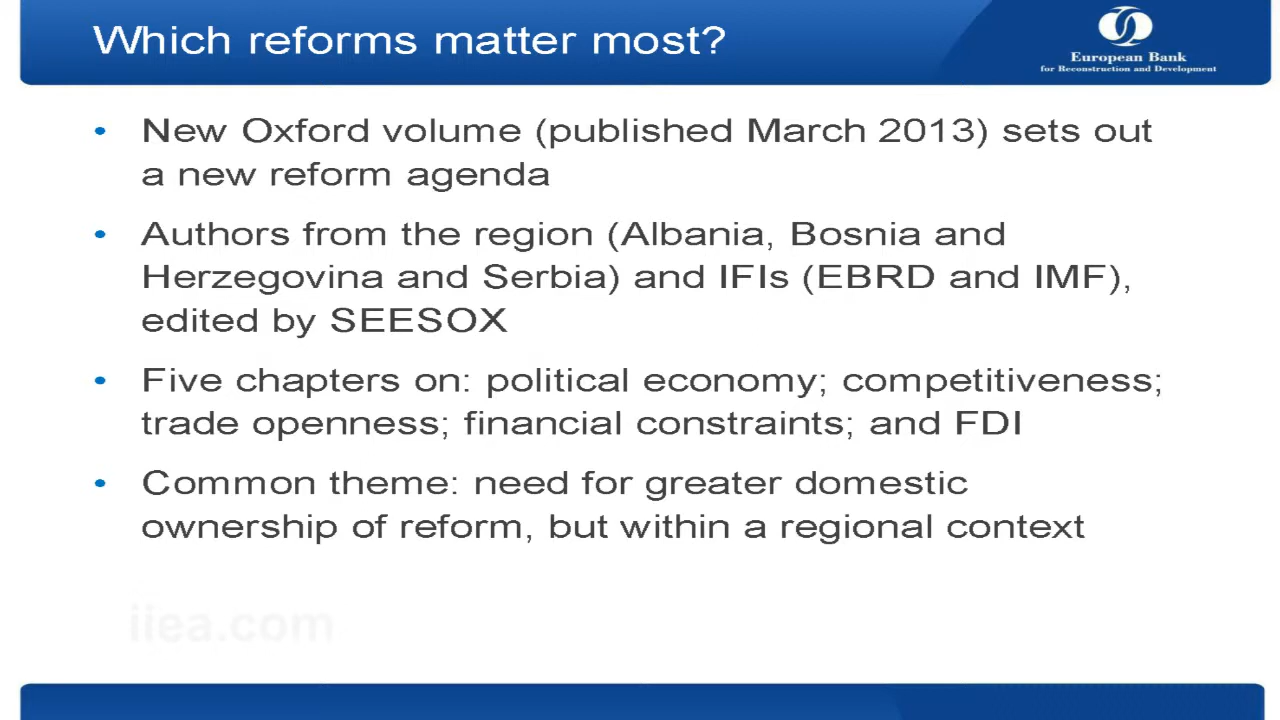 Which reforms matter most?
European Bank
for Reconstruction and Development
• New Oxford volume (published March 2013) sets out
a new reform agenda
• Authors from the region (Albania, Bosnia and
Herzegovina and Serbia) and IFIs (EBRD and IMF),
edited by SEESOX
• Five chapters on: political economy; competitiveness;
trade openness; financial constraints; and FDI
• Common theme: need for greater domestic
ownership of reform, but within a regional context
iiea.com